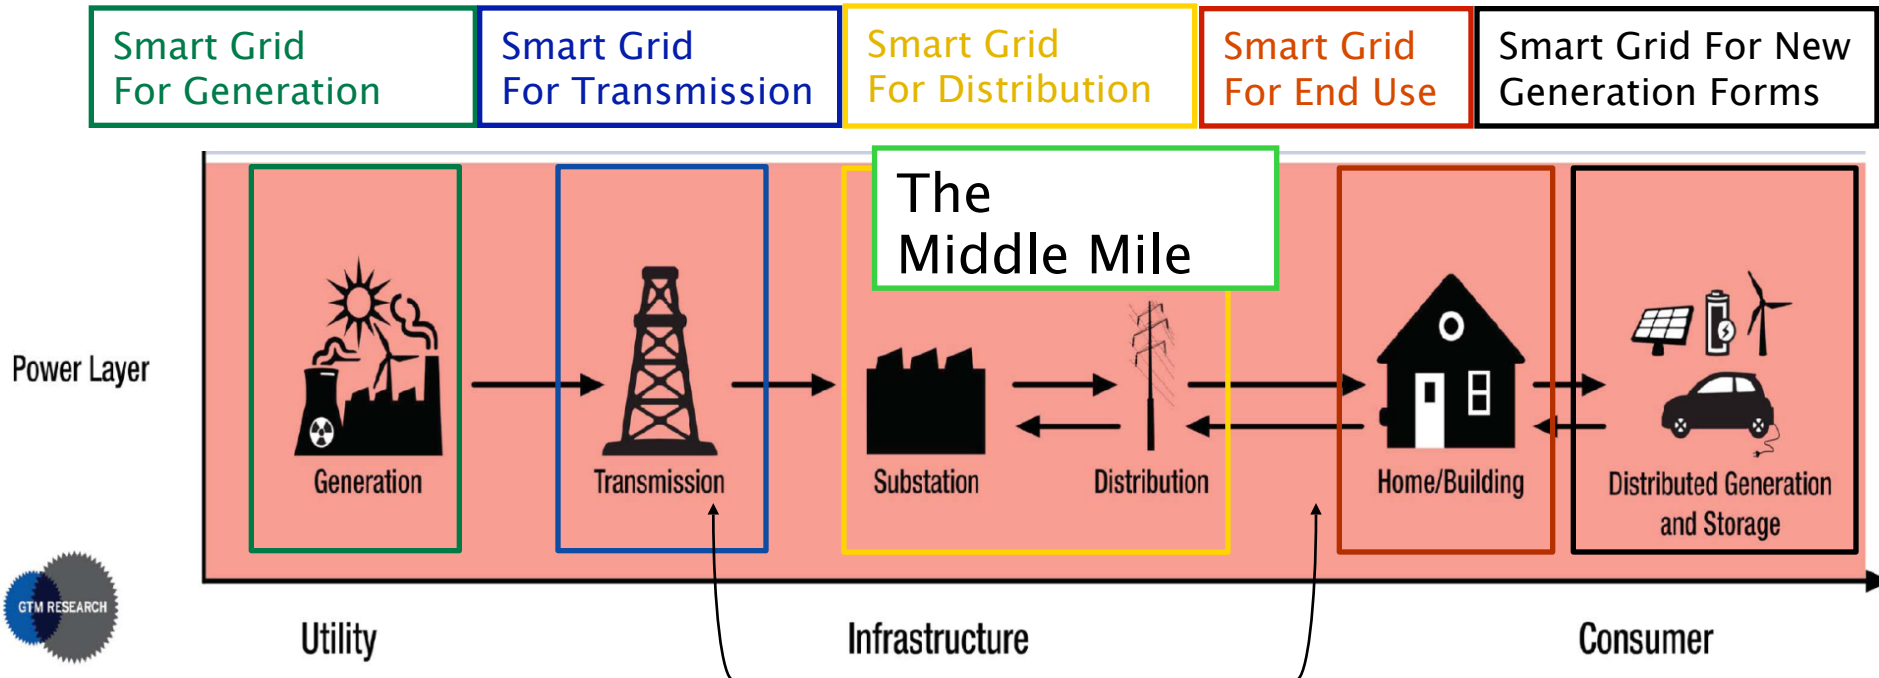 Smart Grid
For Generation
Smart Grid
For Transmission
Smart Grid
For Distribution
Smart Grid
For End Use
Smart Grid For New
Generation Forms
The
Middle Mile
Power Layer
Generation
Transmission
Substation
Distribution
Home/Building
Distributed Generation
and Storage
GTM RESEARCH
Utility
Infrastructure
Consumer